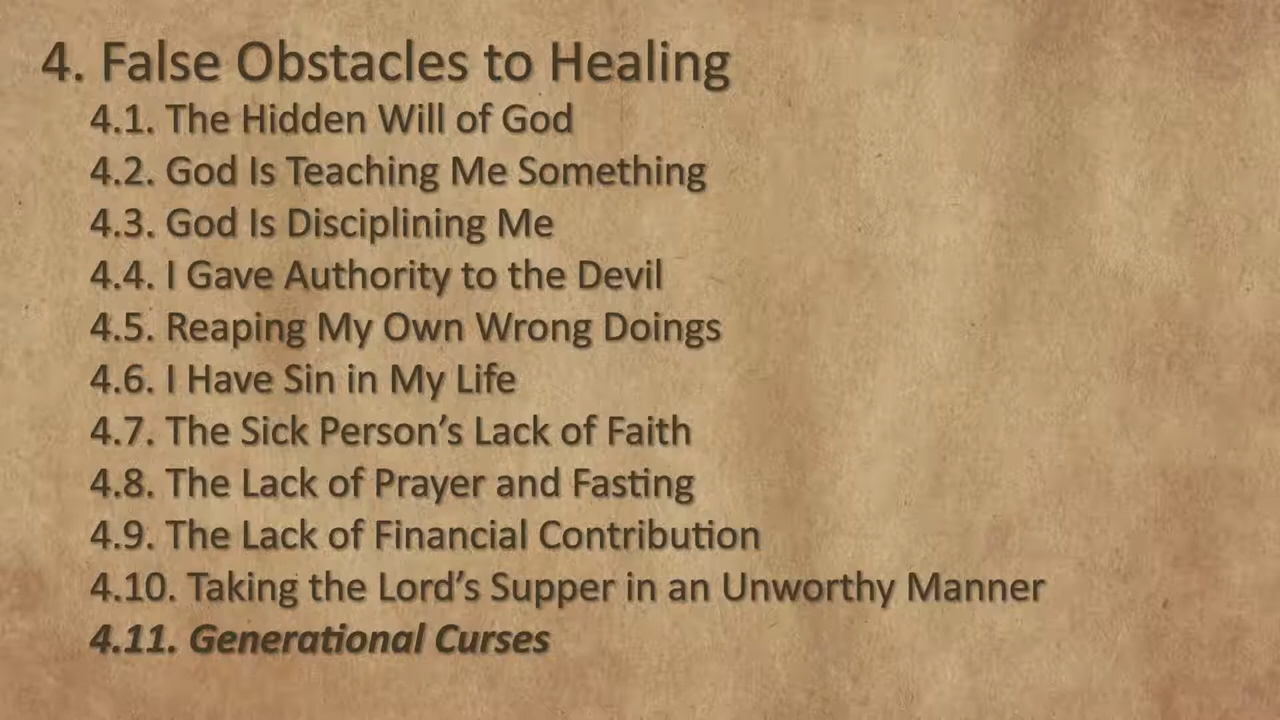 4. False Obstacles to Healing
4.1. The Hidden Will of God
4.2. God Is Teaching Me Something
4.3. God Is Disciplining Me
4.4. I Gave Authority to the Devil
4.5. Reaping My Own Wrong Doings
4.6. I Have Sin in My Life
4.7. The Sick Person’s Lack of Faith
4.8. The Lack of Prayer and Fasting
4.9. The Lack of Financial Contribution
4.10. Taking the Lord’s Supper in an Unworthy Manner
4.11. Generational Curses